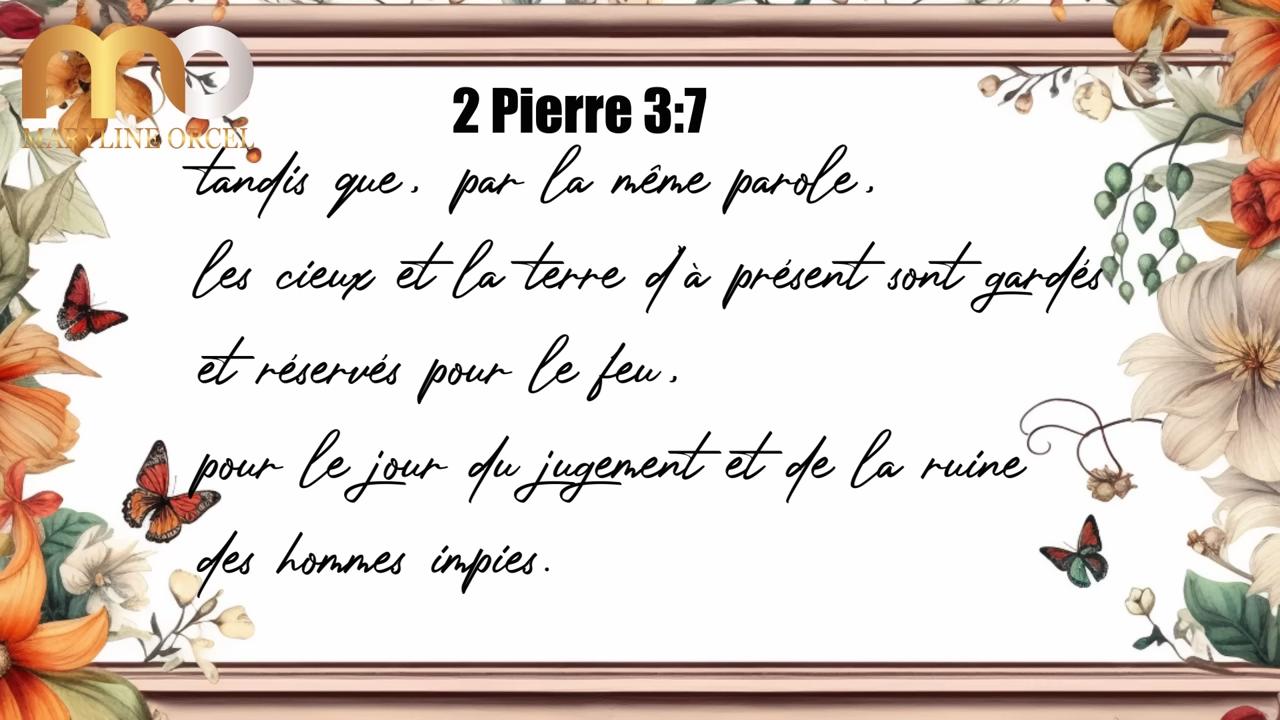 MO
MARYLINE ORCEL
2 Pierre 3:7
tandis que, par la même parole,
les cieux et la terre d'à présent sont gardés
et réservés pour le feu,
pour le jour du jugement et de la ruine
des hommes impies.